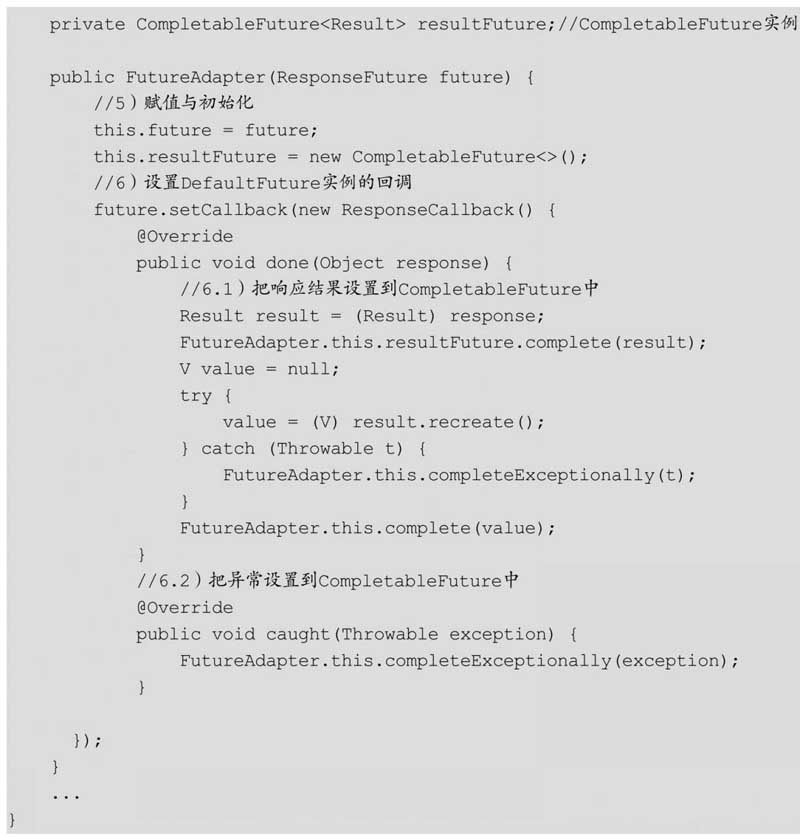 private CompletableFuture<Result> resultFuture;//CompletableFuture实例
public FutureAdapter(ResponseFuture future) {
//5）赋值与初始化
this.future = future;
this.resultFuture = new CompletableFuture<>();
//6）设置DefaultFuture实例的回调
future.setCallback(new ResponseCallback() {
@Override
public void done(Object response) {
//6.1）把响应结果设置到CompletableFuture中
Result result = (Result) response;
FutureAdapter.this.resultFuture.complete(result);
V value = null;
try {
value = (V) result.recreate();
} catch (Throwable t) {
FutureAdapter.this.completeExceptionally(t);
}
FutureAdapter.this.complete(value);
}
//6.2）把异常设置到CompletableFuture中
@Override
public void caught(Throwable exception) {
FutureAdapter.this.completeExceptionally(exception);
}
});
}
...
}